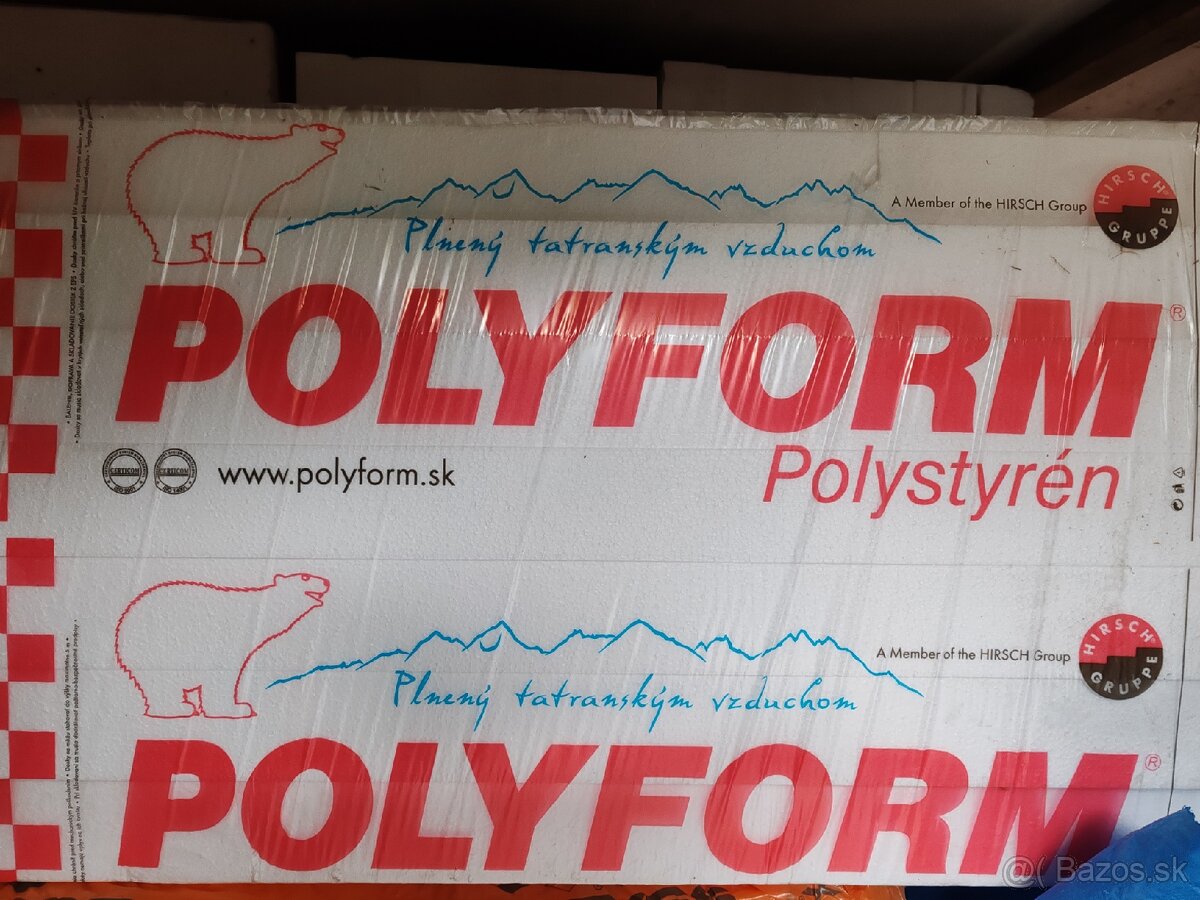 Plnený tatranským vzduchom
A Member of the HIRSCH Group
HIRSCH
GRUPPE
POLYFORM®
Polystyrén
www.polyform.sk
Plnený tatranským vzduchom
A Member of the HIRSCH Group
HIRSCH
GRUPPE
POLYFORM®
@( Bazos.sk